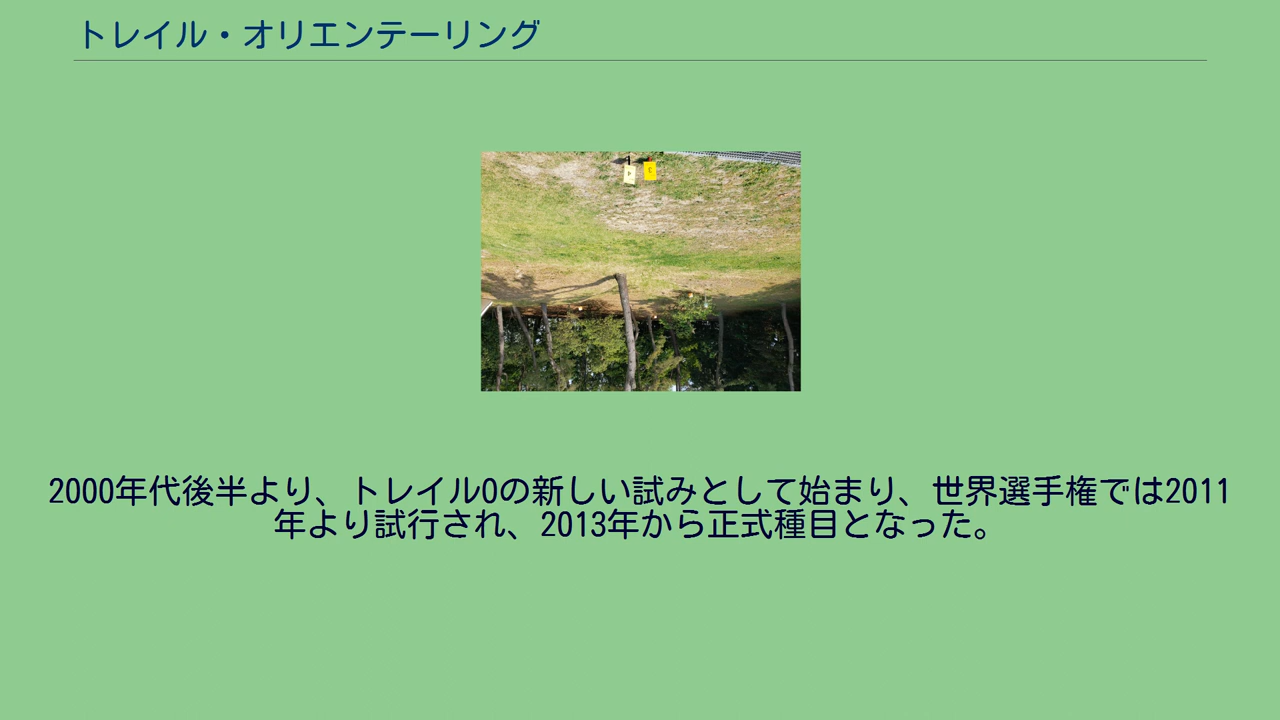 トレイル・オリエンテーリング
C
2000年代後半より、トレイルOの新しい試みとして始まり、世界選手権では2011
年より試行され、2013年から正式種目となった。